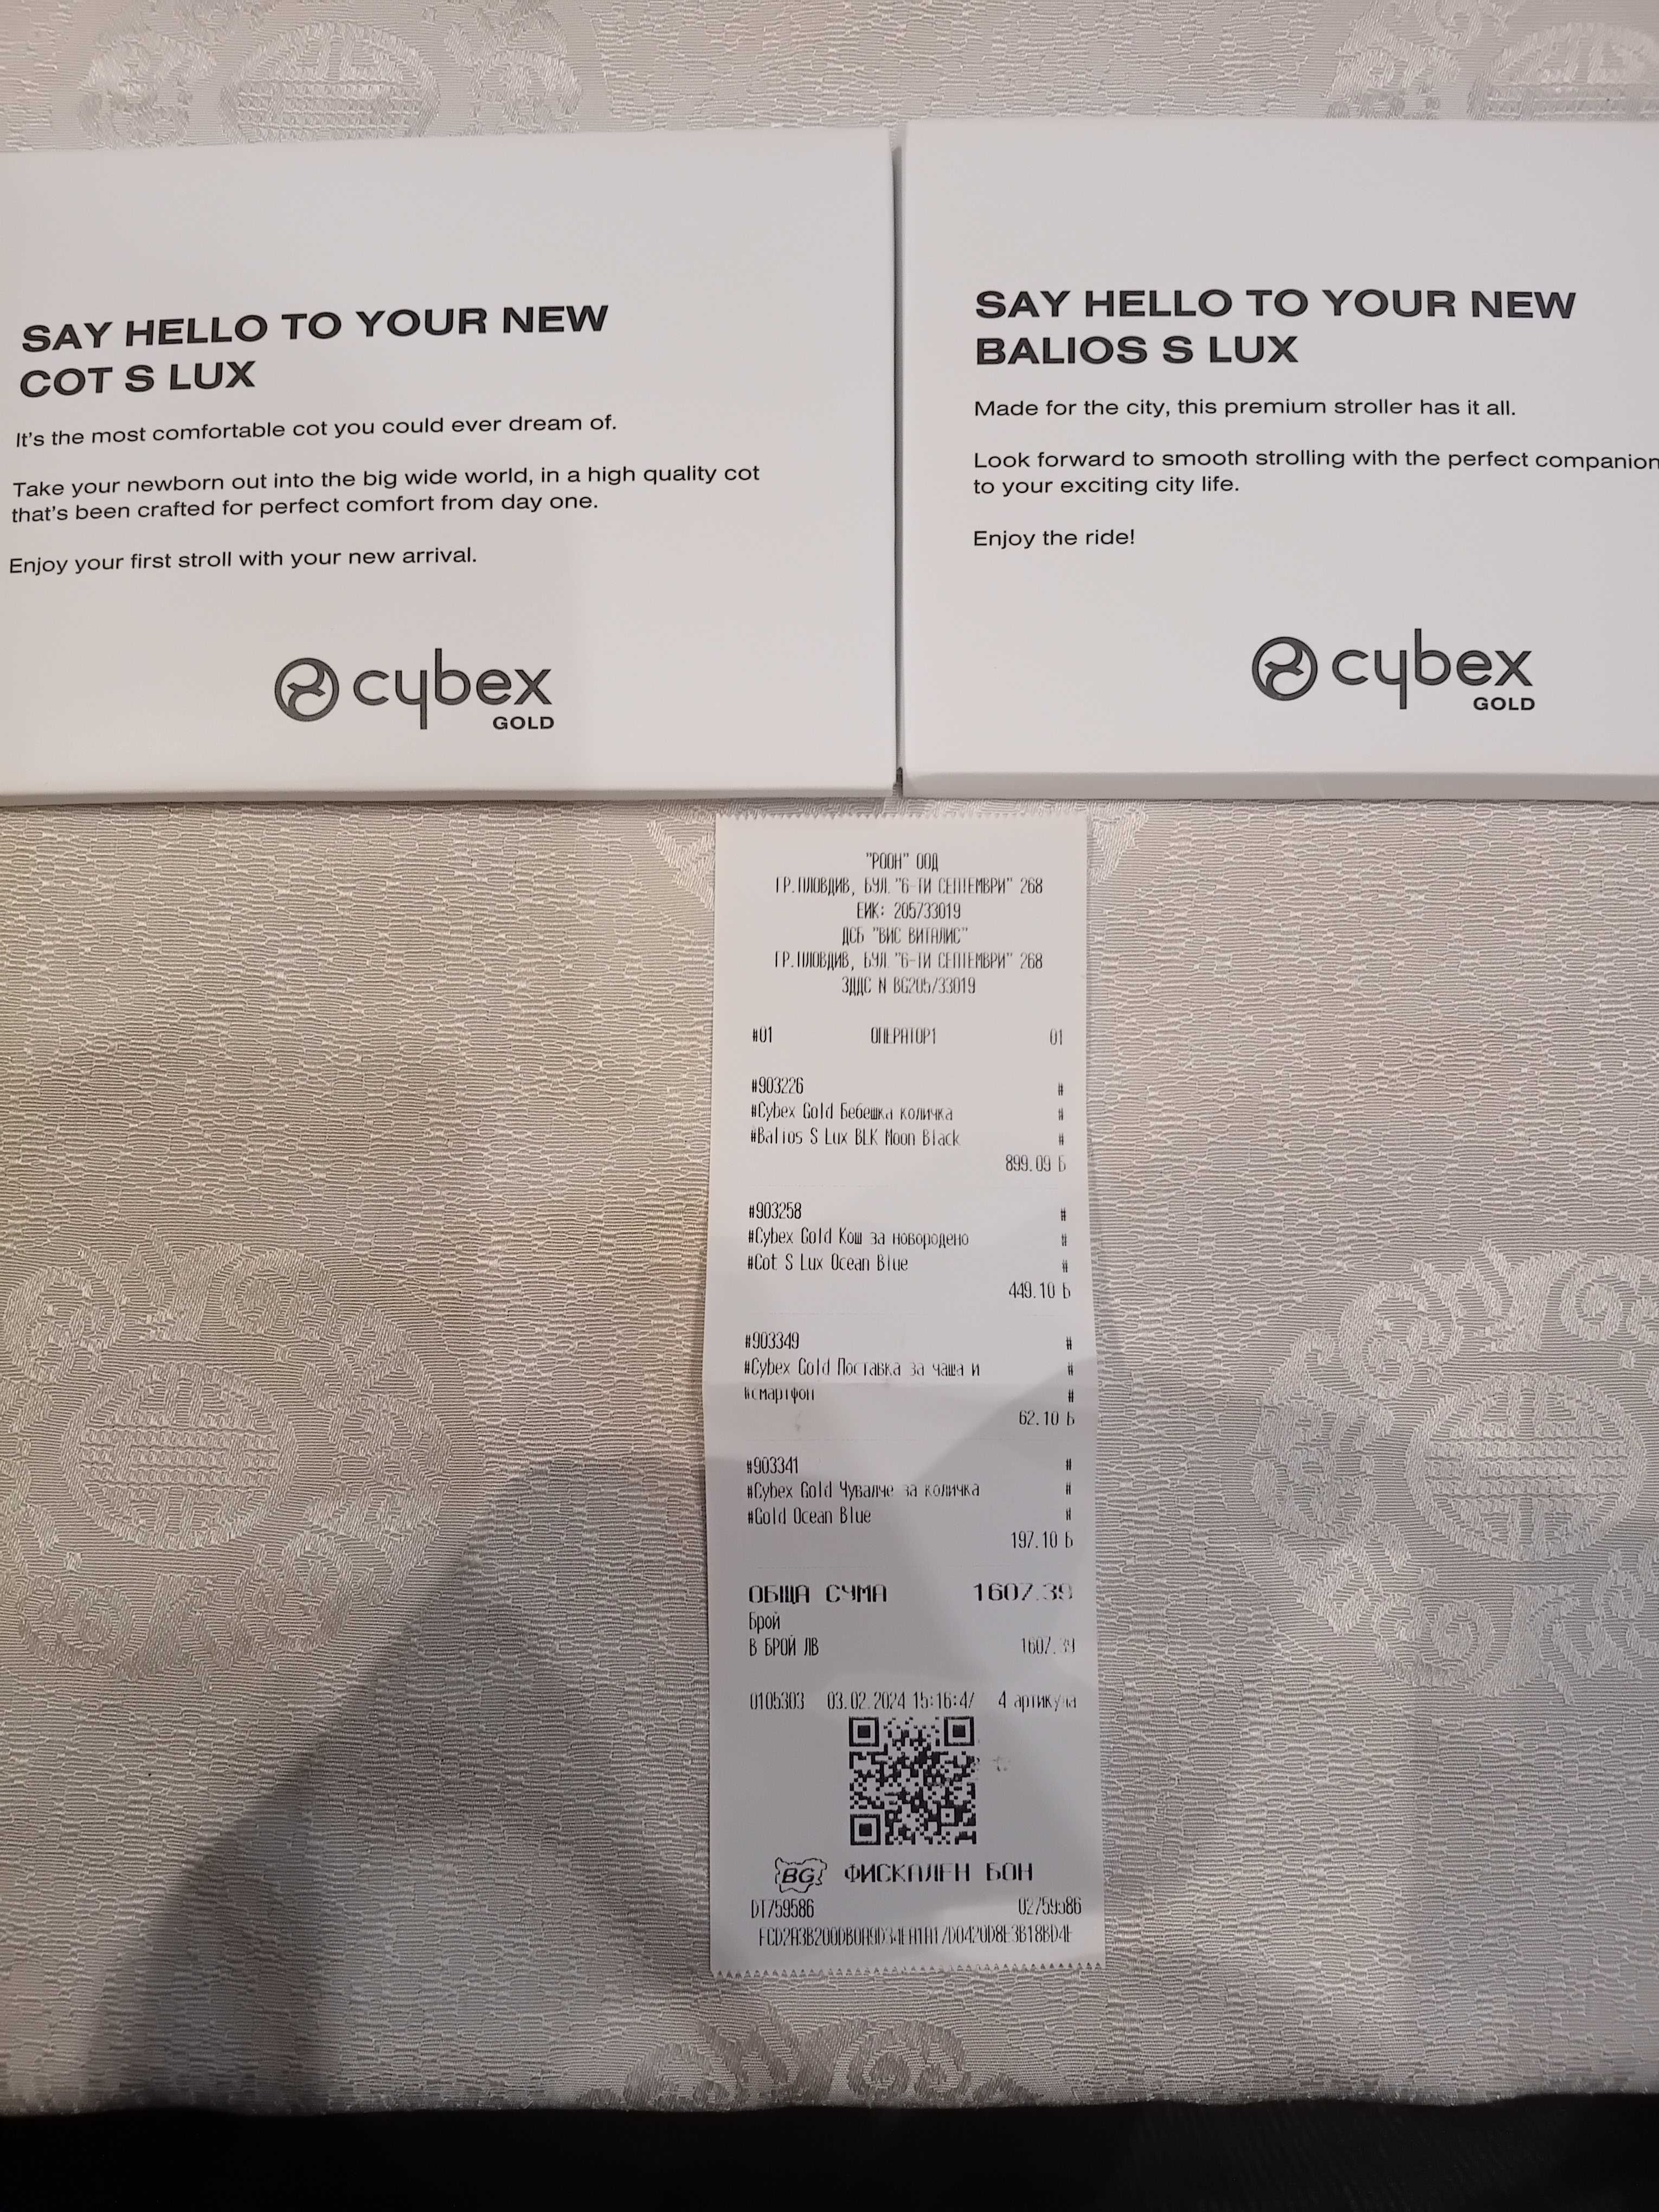 SAY HELLO TO YOUR NEW
COT S LUX
It's the most comfortable cot you could ever dream of.
Take your newborn out into the big wide world, in a high quality cot
that's been crafted for perfect comfort from day one.
Enjoy your first stroll with your new arrival.
cybex
GOLD
SAY HELLO TO YOUR NEW
BALIOS S LUX
Made for the city, this premium stroller has it all.
Look forward to smooth strolling with the perfect companion
to your exciting city life.
Enjoy the ride!
cybex
GOLD
"РООН" ООД
ГР.ПЛОВДИВ, БУЛ."6-ТИ СЕПТЕМВРИ" 268
ЕИК: 205733019
ДСБ "ВИС ВИТАЛИС"
ГР.ПЛОВДИВ, БУЛ."6-ТИ СЕПТЕМВРИ" 268
ЗДДС N BG205733019
#01 ОПЕРАТОР1 01
#903226 #
#Cybex Gold Бебешка количка #
#Balios S Lux BLK Moon Black #
899.09 Б
#903258 #
#Cybex Gold Кош за новородено #
#Cot S Lux Ocean Blue #
449.10 Б
#903349 #
#Cybex Gold Поставка за чаша и #
#смартфон #
62.10 Б
#903341 #
#Cybex Gold Чувалче за количка #
#Gold Ocean Blue #
197.10 Б
ОБЩА СУМА 1607.39
Брой
В БРОЙ ЛВ 1607.39
0105303 03.02.2024 15:16:47 4 артикула
BG ФИСКАЛЕН БОН
DT759586 02759586